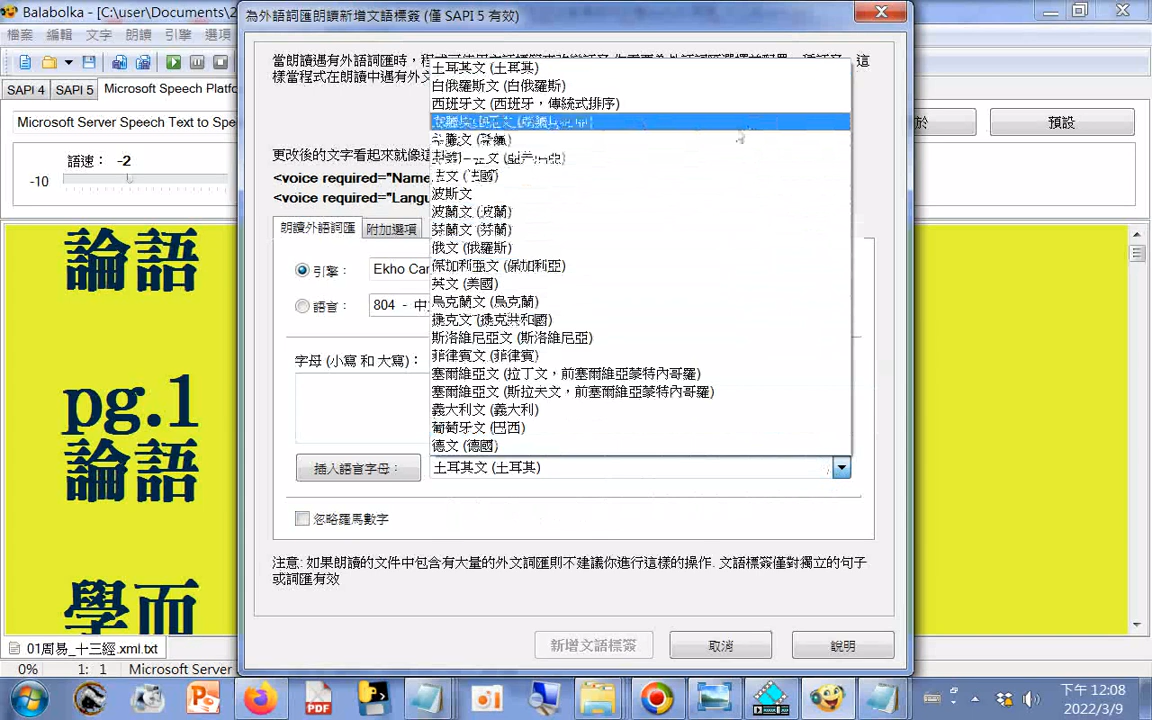 Balabolka - [C:\user\Documents\2
為外語詞匯朗讀新增文語標簽 (僅 SAPI 5 有效)
檔案 編輯 文字 朗讀 引擎 選項
當朗讀遇有外語詞匯時，程
樣當程式在朗讀中遇有外文
SAPI 4 SAPI 5 Microsoft Speech Platfo
Microsoft Server Speech Text to Spe
於 預設
語速： -2
-10
更改後的文字看起來就像這
<voice required="Name
<voice required="Langu
朗讀外語詞匯 附加選項
引擎： Ekho Can
語言： 804 - 中
字母 (小寫 和 大寫)：
土耳其文 (土耳其)
白俄羅斯文 (白俄羅斯)
西班牙文 (西班牙，傳統式排序)
希臘文 (希臘)
法文 (法國)
波斯文
波蘭文 (波蘭)
芬蘭文 (芬蘭)
俄文 (俄羅斯)
保加利亞文 (保加利亞)
英文 (美國)
烏克蘭文 (烏克蘭)
捷克文 (捷克共和國)
斯洛維尼亞文 (斯洛維尼亞)
菲律賓文 (菲律賓)
塞爾維亞文 (拉丁文，前塞爾維亞蒙特內哥羅)
塞爾維亞文 (斯拉夫文，前塞爾維亞蒙特內哥羅)
義大利文 (義大利)
葡萄牙文 (巴西)
德文 (德國)
插入語言字母： 土耳其文 (土耳其)
忽略羅馬數字
注意: 如果朗讀的文件中包含有大量的外文詞匯則不建議你進行這樣的操作. 文語標簽僅對獨立的句子
或詞匯有效
新增文語標簽 取消 說明
論語
pg.1
論語
學而
01周易_十三經.xml.txt
0% 1: 1 Microsoft Server
下午 12:08
2022/3/9